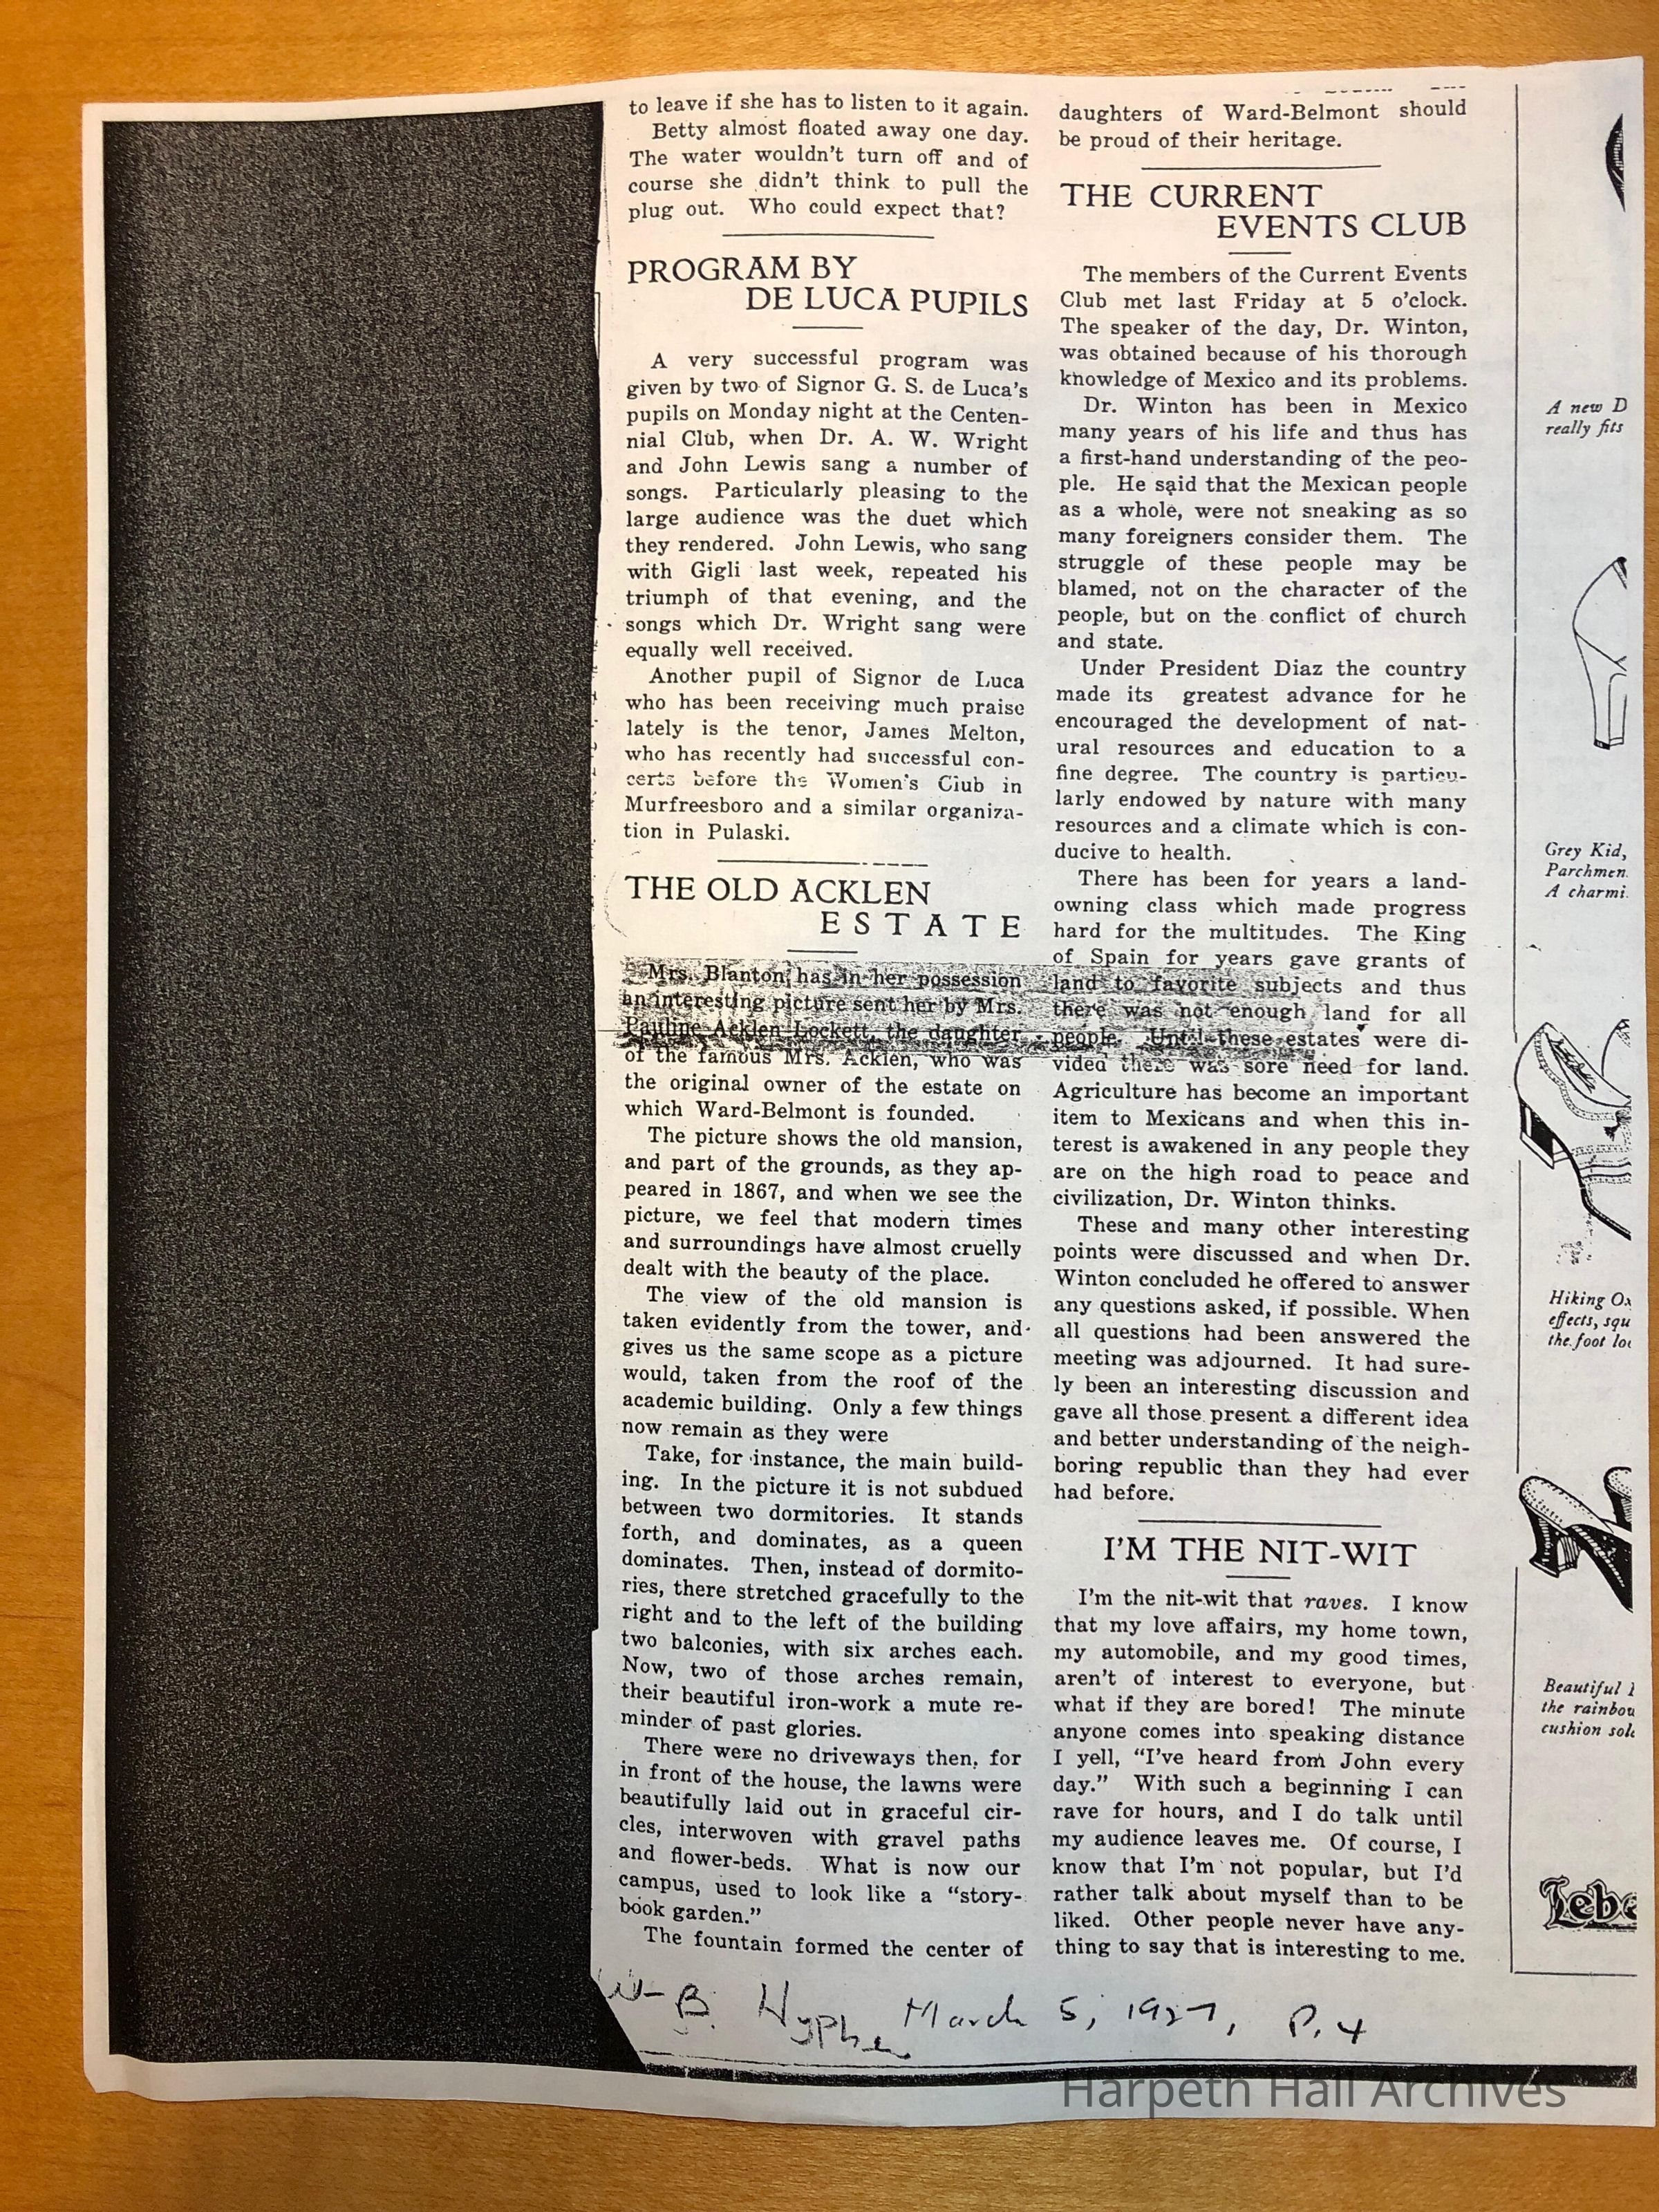 to leave if she has to listen to it again.
Betty almost floated away one day.
The water wouldn't turn off and of
course she didn't think to pull the
plug out. Who could expect that?
PROGRAM BY
DE LUCA PUPILS
A very successful program was
given by two of Signor G. S. de Luca's
pupils on Monday night at the Centen-
nial Club, when Dr. A. W. Wright
and John Lewis sang a number of
songs. Particularly pleasing to the
large audience was the duet which
they rendered. John Lewis, who sang
with Gigli last week, repeated his
triumph of that evening, and the
songs which Dr. Wright sang were
equally well received.
Another pupil of Signor de Luca
who has been receiving much praise
lately is the tenor, James Melton,
who has recently had successful con-
certs before the Women's Club in
Murfreesboro and a similar organiza-
tion in Pulaski.
THE OLD ACKLEN
ESTATE
Mrs. Blanton has in her possession
an interesting picture sent her by Mrs.
Pauline Acklen Lockett, the daughter
of the famous Mrs. Acklen, who was
the original owner of the estate on
which Ward-Belmont is founded.
The picture shows the old mansion,
and part of the grounds, as they ap-
peared in 1867, and when we see the
picture, we feel that modern times
and surroundings have almost cruelly
dealt with the beauty of the place.
The view of the old mansion is
taken evidently from the tower, and
gives us the same scope as a picture
would, taken from the roof of the
academic building. Only a few things
now remain as they were
Take, for instance, the main build-
ing. In the picture it is not subdued
between two dormitories. It stands
forth, and dominates, as a queen
dominates. Then, instead of dormito-
ries, there stretched gracefully to the
right and to the left of the building
two balconies, with six arches each.
Now, two of those arches remain,
their beautiful iron-work a mute re-
minder of past glories.
There were no driveways then, for
in front of the house, the lawns were
beautifully laid out in graceful cir-
cles, interwoven with gravel paths
and flower-beds. What is now our
campus, used to look like a "story-
book garden."
The fountain formed the center of
daughters of Ward-Belmont should
be proud of their heritage.
THE CURRENT
EVENTS CLUB
The members of the Current Events
Club met last Friday at 5 o'clock.
The speaker of the day, Dr. Winton,
was obtained because of his thorough
knowledge of Mexico and its problems.
Dr. Winton has been in Mexico
many years of his life and thus has
a first-hand understanding of the peo-
ple. He said that the Mexican people
as a whole, were not sneaking as so
many foreigners consider them. The
struggle of these people may be
blamed, not on the character of the
people, but on the conflict of church
and state.
Under President Diaz the country
made its greatest advance for he
encouraged the development of nat-
ural resources and education to a
fine degree. The country is particu-
larly endowed by nature with many
resources and a climate which is con-
ducive to health.
There has been for years a land-
owning class which made progress
hard for the multitudes. The King
of Spain for years gave grants of
land to favorite subjects and thus
there was not enough land for all
people. Until these estates were di-
vided there was sore need for land.
Agriculture has become an important
item to Mexicans and when this in-
terest is awakened in any people they
are on the high road to peace and
civilization, Dr. Winton thinks.
These and many other interesting
points were discussed and when Dr.
Winton concluded he offered to answer
any questions asked, if possible. When
all questions had been answered the
meeting was adjourned. It had sure-
ly been an interesting discussion and
gave all those present a different idea
and better understanding of the neigh-
boring republic than they had ever
had before.
I'M THE NIT-WIT
I'm the nit-wit that raves. I know
that my love affairs, my home town,
my automobile, and my good times,
aren't of interest to everyone, but
what if they are bored! The minute
anyone comes into speaking distance
I yell, "I've heard from John every
day." With such a beginning I can
rave for hours, and I do talk until
my audience leaves me. Of course, I
know that I'm not popular, but I'd
rather talk about myself than to be
liked. Other people never have any-
thing to say that is interesting to me.
A new D
really fits
Grey Kid,
Parchmen
A charmi
Hiking Ox
effects, squ
the foot lo
Beautiful
the rainbow
cushion sole
Lebe
W-B. Hyphen March 5, 1927, P. 4
Harpeth Hall Archives